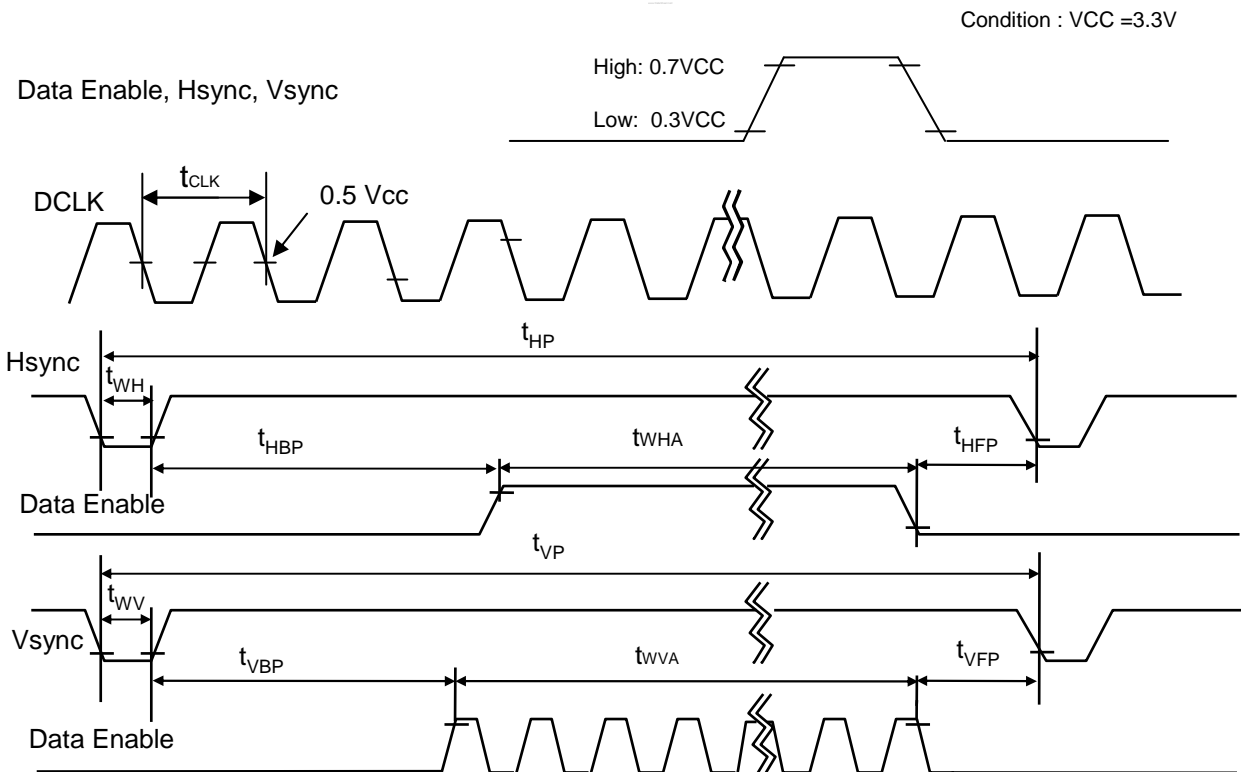 Condition : VCC =3.3V
High: 0.7VCC
Data Enable, Hsync, Vsync
Low: 0.3VCC
tCLK
0.5 Vcc
DCLK
tHP
Hsync
tWH
tHBP
tWHA
tHFP
Data Enable
tVP
tWV
Vsync
tVBP
tWVA
tVFP
Data Enable